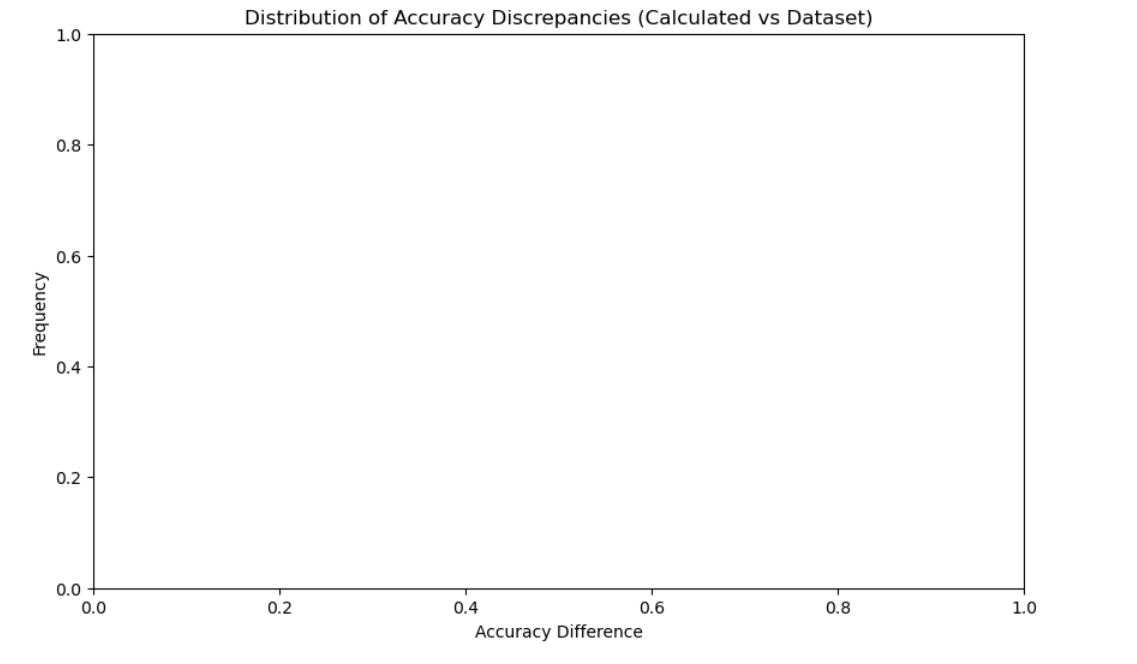 Distribution of Accuracy Discrepancies (Calculated vs Dataset)
1.0
0.8
0.6
0.4
0.2
0.0
Frequency
0.0 0.2 0.4 0.6 0.8 1.0
Accuracy Difference